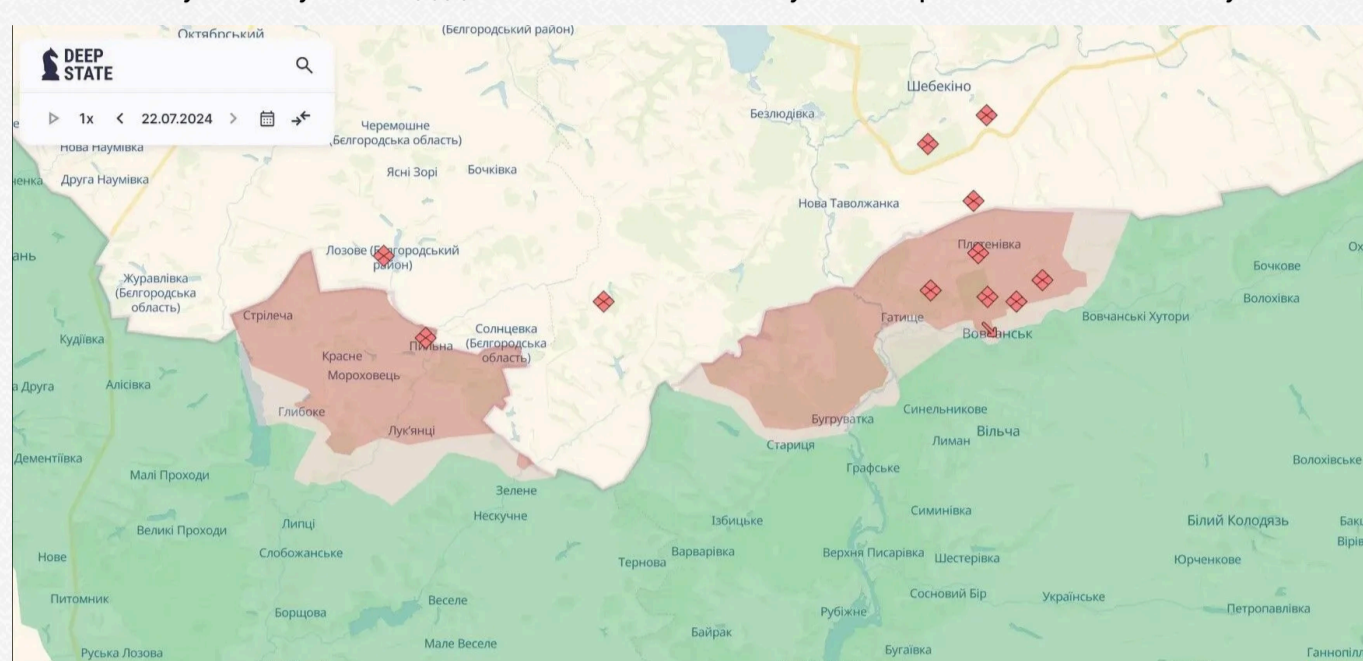 Октябрський
(Бєлгородський район)
DEEP
STATE
1x
22.07.2024
Шебекіно
Безлюдівка
Черемошне
(Бєлгородська область)
Нова Наумівка
Ясні Зорі
Бочківка
Друга Наумівка
Нова Таволжанка
Лозове (Бєлгородський
район)
Плетенівка
Журавлівка
(Бєлгородська
область)
Бочкове
Волохівка
Стрілеча
Гатище
Вовчанські Хутори
Вовчанськ
Солнцевка
(Бєлгородська
область)
Кудіївка
Пильна
Красне
Мороховець
а Друга
Алісівка
Глибоке
Синельникове
Бугруватка
Лук'янці
Вільча
Лиман
Стариця
Дементіївка
Волохівське
Графське
Малі Проходи
Зелене
Симинівка
Нескучне
Ізбицьке
Білий Колодязь
Липці
Великі Проходи
Слобожанське
Варварівка
Верхня Писарівка
Шестерівка
Юрченкове
Нове
Тернова
Сосновий Бір
Українське
Питомник
Веселе
Борщова
Рубіжне
Петропавлівка
Байрак
Мале Веселе
Бугаївка
Руська Лозова